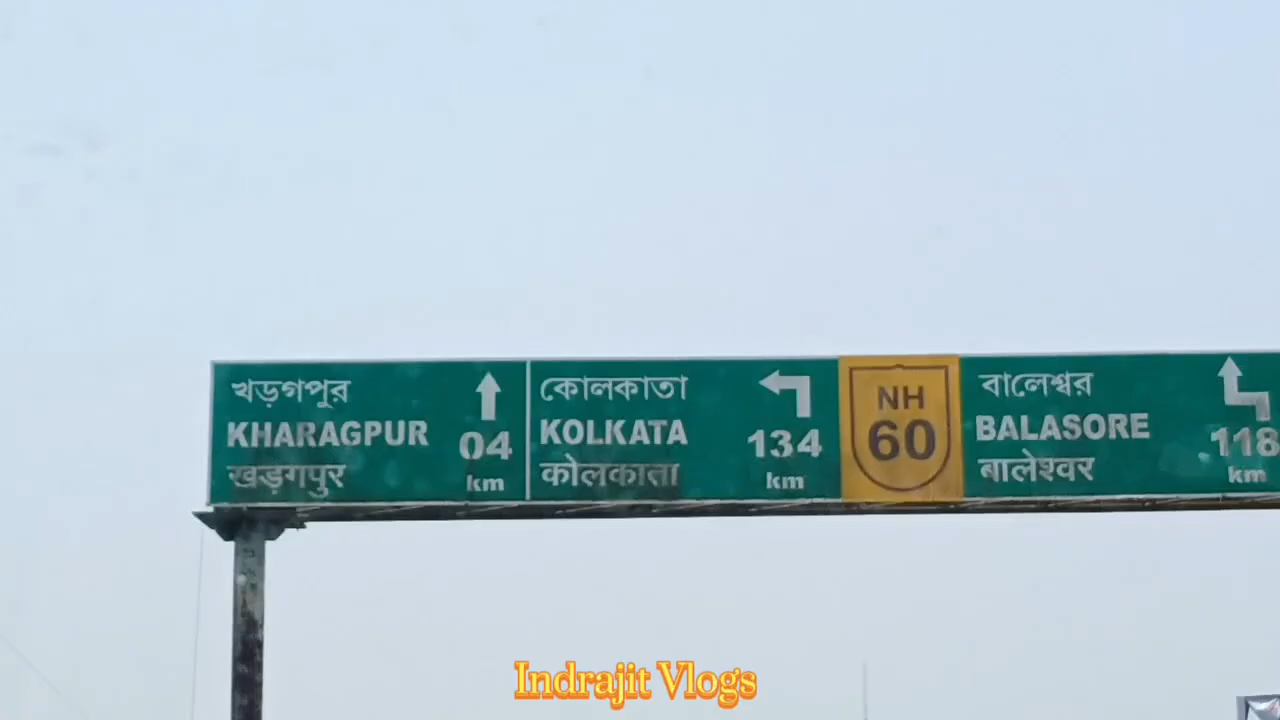 খড়গপুর
KHARAGPUR 04
खड़गपुर km
কোলকাতা
KOLKATA 134
कोलकाता km
NH
60
বালেশ্বর
BALASORE 118
बालेश्वर km
Indrajit Vlogs